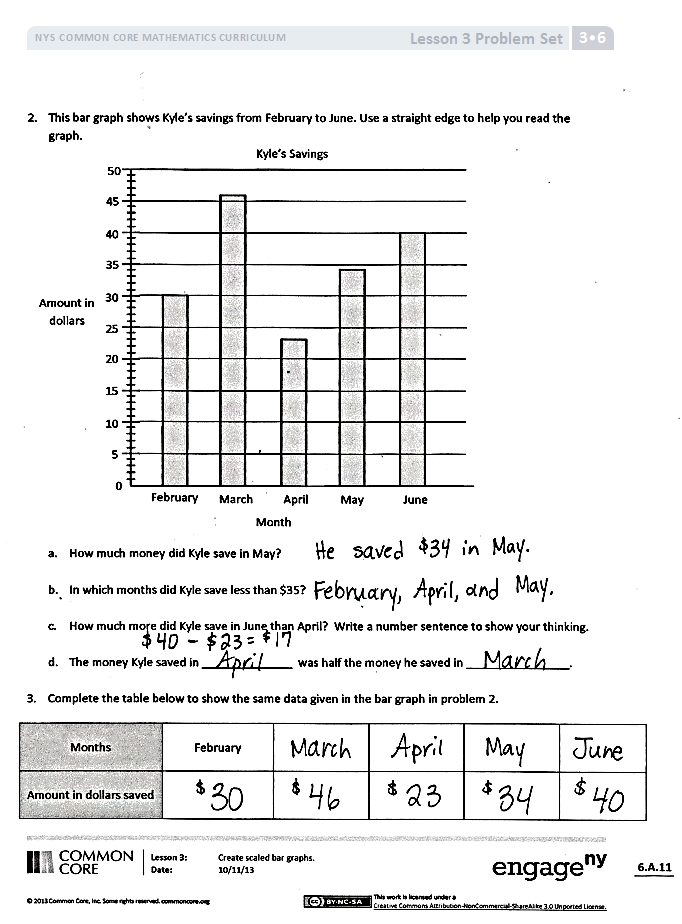 NYS COMMON CORE MATHEMATICS CURRICULUM Lesson 3 Problem Set 3•6
2. This bar graph shows Kyle's savings from February to June. Use a straight edge to help you read the
graph.
Kyle's Savings
50
45
40
35
Amount in
dollars
30
25
20
15
10
5
0
February March April May June
Month
a. How much money did Kyle save in May? He saved $34 in May.
b. In which months did Kyle save less than $35? February, April, and May.
c. How much more did Kyle save in June than April? Write a number sentence to show your thinking.
$40 - $23 = $17
d. The money Kyle saved in April was half the money he saved in March.
3. Complete the table below to show the same data given in the bar graph in problem 2.
Months February March April May June
Amount in dollars saved $30 $46 $23 $34 $40
COMMON
CORE
Lesson 3: Create scaled bar graphs.
Date: 10/11/13
engage ny
6.A.11
© 2013 Common Core, Inc. Some rights reserved. commoncore.org
(cc) BY-NC-SA
This work is licensed under a
Creative Commons Attribution-NonCommercial-ShareAlike 3.0 Unported License.